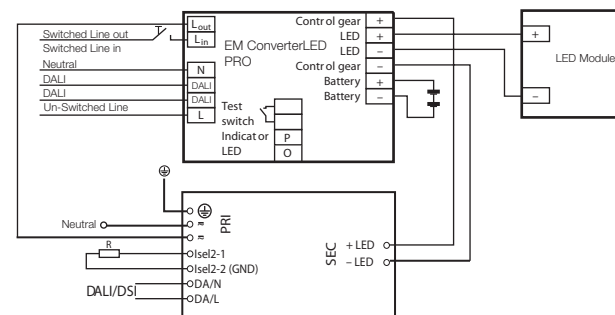 Switched Line out
Switched Line in
Neutral
DALI
DALI
Un-Switched Line
Lout
Lin
N
DALI
DALI
L
EM ConverterLED
PRO
Test
switch
Indicator
LED
P
O
Control gear +
LED +
LED –
Control gear –
Battery +
Battery –
+
–
LED Module
Neutral
R
DALI/DSI
PRI
Isel2-1
Isel2-2 (GND)
DA/N
DA/L
SEC
+ LED
– LED